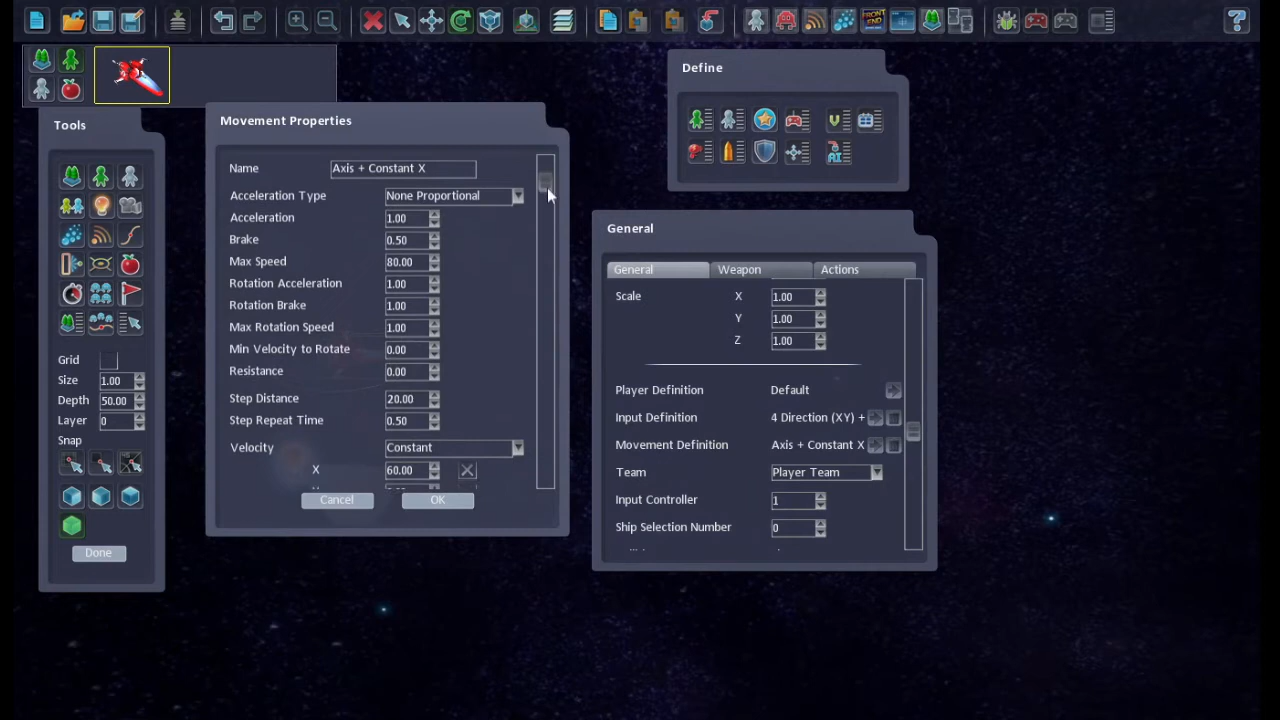 FRONT
END
Tools
Grid
Size 1.00
Depth 50.00
Layer 0
Snap
Done
Movement Properties
Name Axis + Constant X
Acceleration Type None Proportional
Acceleration 1.00
Brake 0.50
Max Speed 80.00
Rotation Acceleration 1.00
Rotation Brake 1.00
Max Rotation Speed 1.00
Min Velocity to Rotate 0.00
Resistance 0.00
Step Distance 20.00
Step Repeat Time 0.50
Velocity Constant
X 60.00
Cancel OK
Define
AI
General
General Weapon Actions
Scale X 1.00
Y 1.00
Z 1.00
Player Definition Default
Input Definition 4 Direction (XY) +
Movement Definition Axis + Constant X
Team Player Team
Input Controller 1
Ship Selection Number 0